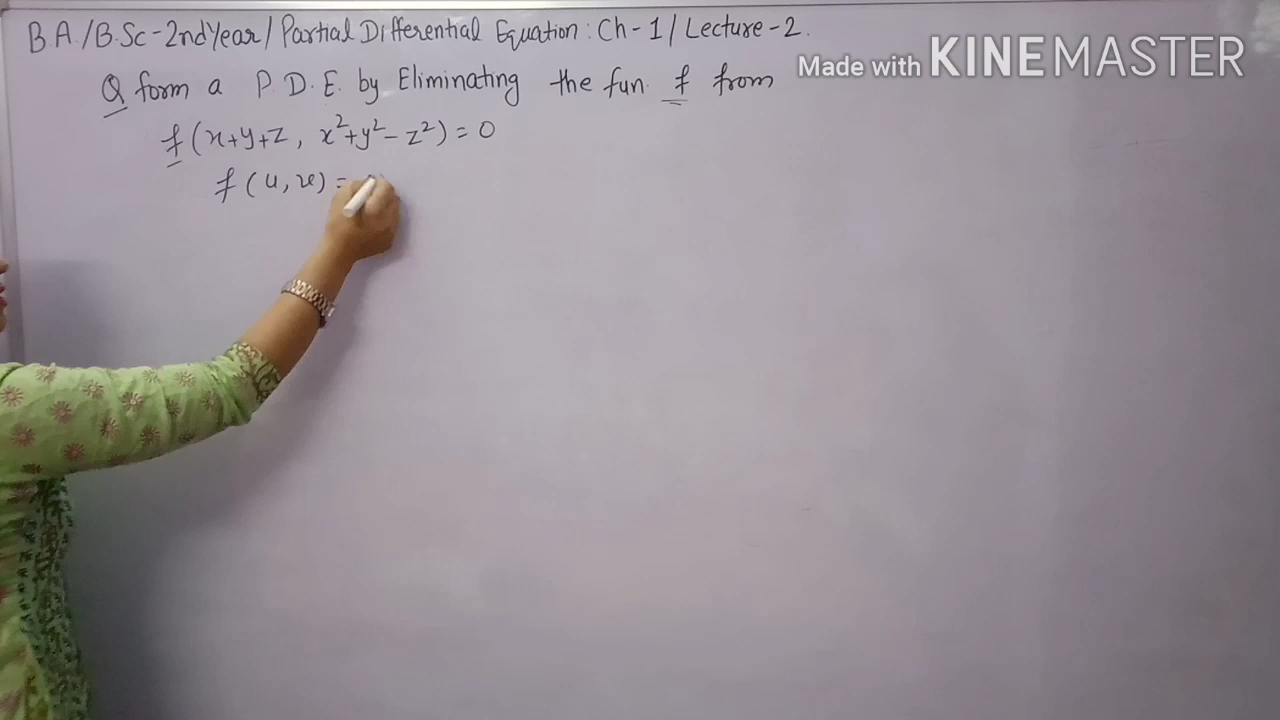 B.A./B.Sc-2ndYear/Partial Differential Equation: Ch-1/Lecture-2.
Made with KINEMASTER
Q form a P.D.E. by Eliminating the fun. f from
f(x+y+z, x²+y²-z²)=0
f(u,v)=